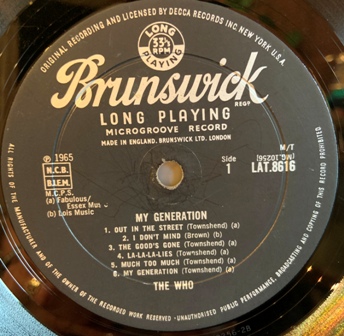 ORIGINAL RECORDING AND LICENSED BY DECCA RECORDS INC NEW YORK U.S.A.
LONG
33⅓
RPM
PLAYING
Brunswick
REGD
LONG PLAYING
MICROGROOVE RECORD
MADE IN ENGLAND. BRUNSWICK LTD. LONDON
℗ 1965
N.C.B.
B.I.E.M.
M.C.P.S.
(a) Fabulous/
Essex Mus
(b) Lois Music
Side
1
M/T
(MG.10296)
LAT.8616
MY GENERATION
1. OUT IN THE STREET (Townshend) (a)
2. I DON'T MIND (Brown) (b)
3. THE GOOD'S GONE (Townshend) (a)
4. LA-LA-LA-LIES (Townshend) (a)
5. MUCH TOO MUCH (Townshend) (a)
6. MY GENERATION (Townshend) (a)
THE WHO
ALL RIGHTS OF THE MANUFACTURER AND OF THE OWNER OF THE RECORDED WORK RESERVED - UNAUTHORISED PUBLIC PERFORMANCE, BROADCASTING AND COPYING OF THIS RECORD PROHIBITED